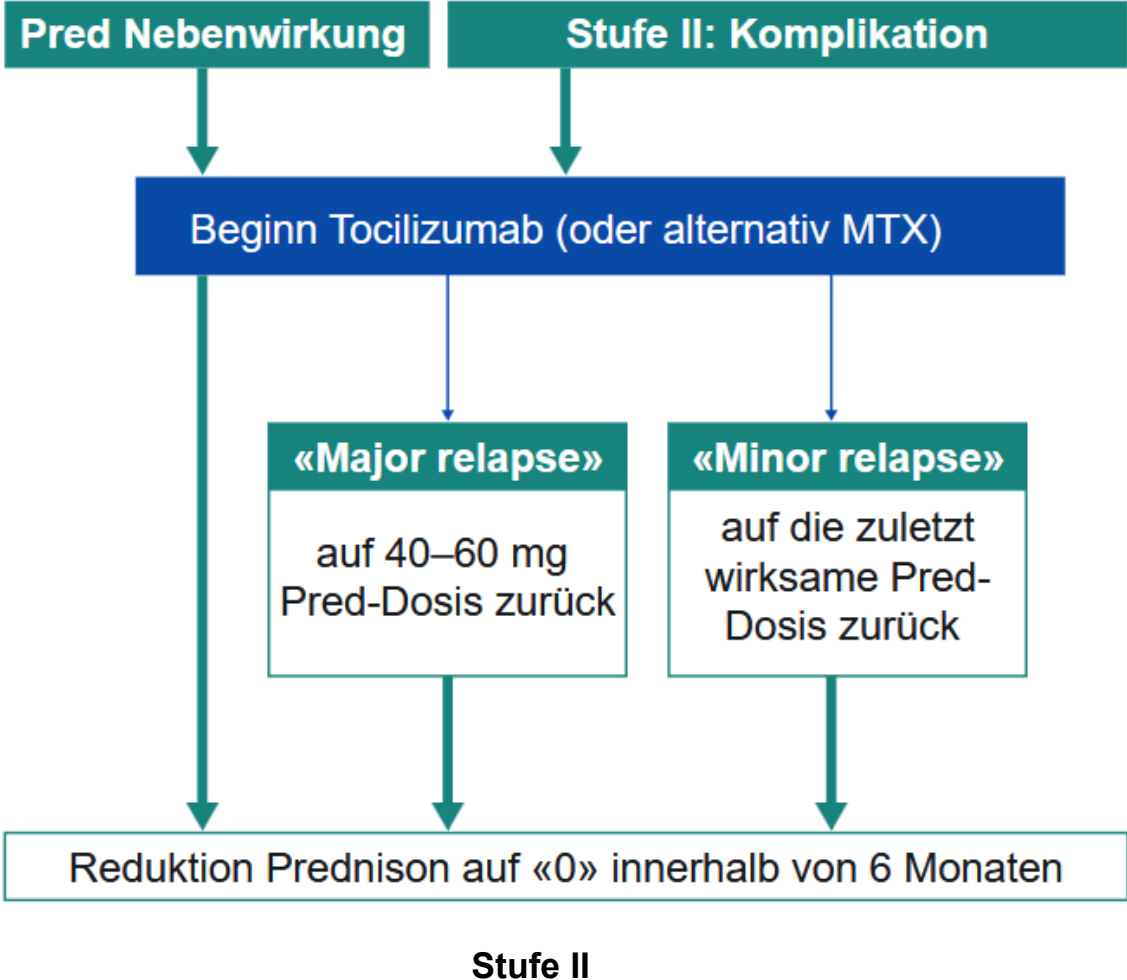 Pred Nebenwirkung
Stufe II: Komplikation
Beginn Tocilizumab (oder alternativ MTX)
«Major relapse»
auf 40–60 mg
Pred-Dosis zurück
«Minor relapse»
auf die zuletzt
wirksame Pred-
Dosis zurück
Reduktion Prednison auf «0» innerhalb von 6 Monaten
Stufe II